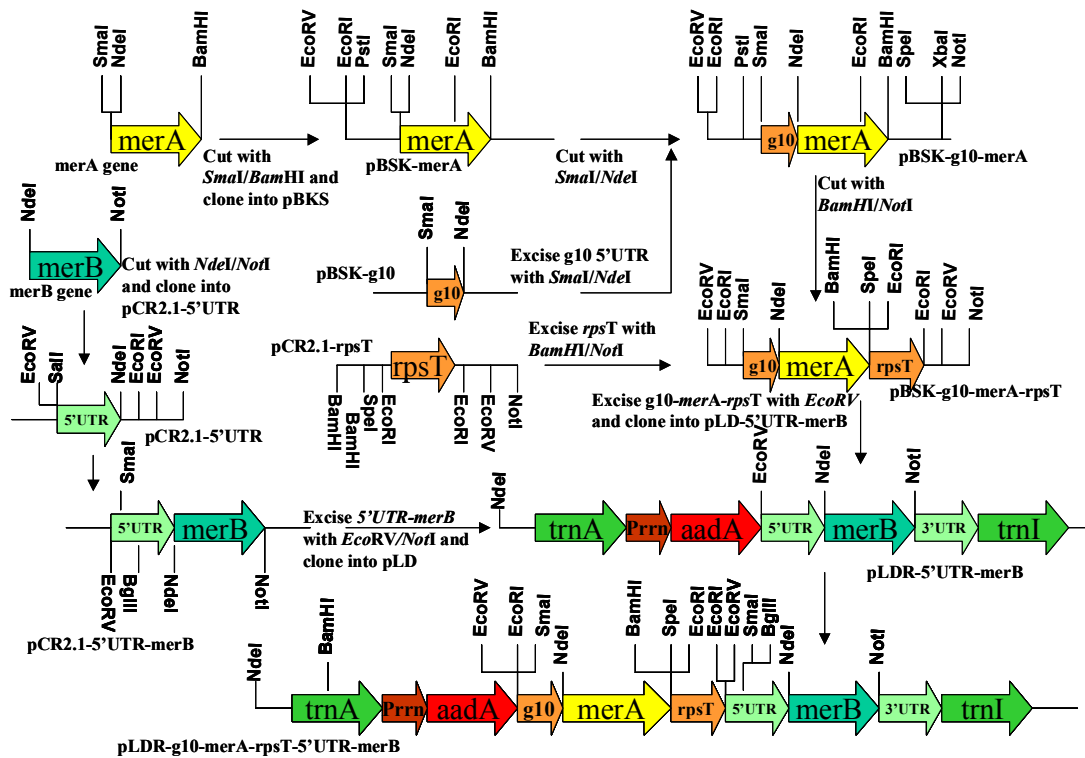 SmaI
NdeI
BamHI
merA
merA gene
Cut with
SmaI/BamHI and
clone into pBKS
EcoRV
EcoRI
PstI
SmaI
NdeI
EcoRI
BamHI
merA
pBSK-merA
Cut with
SmaI/NdeI
EcoRV
EcoRI
PstI
SmaI
NdeI
EcoRI
BamHI
SpeI
XbaI
NotI
g10
merA
pBSK-g10-merA
Cut with
BamHI/NotI
NdeI
NotI
merB
merB gene
Cut with NdeI/NotI
and clone into
pCR2.1-5’UTR
SmaI
NdeI
pBSK-g10
g10
Excise g10 5’UTR
with SmaI/NdeI
EcoRV
SalI
NdeI
EcoRI
EcoRV
NotI
5’UTR
pCR2.1-5’UTR
pCR2.1-rpsT
rpsT
BamHI
SpeI
BamHI
EcoRI
EcoRI
EcoRV
NotI
Excise rpsT with
BamHI/NotI
EcoRV
EcoRI
SmaI
NdeI
BamHI
SpeI
EcoRI
EcoRI
EcoRV
NotI
g10
merA
rpsT
pBSK-g10-merA-rpsT
Excise g10-merA-rpsT with EcoRV
and clone into pLD-5’UTR-merB
SmaI
5’UTR
merB
EcoRV
BglII
NdeI
NotI
pCR2.1-5’UTR-merB
Excise 5’UTR-merB
with EcoRV/NotI and
clone into pLD
NdeI
EcoRV
NdeI
NotI
trnA
Prrn
aadA
5’UTR
merB
3’UTR
trnI
pLDR-5’UTR-merB
NdeI
BamHI
EcoRV
EcoRI
SmaI
NdeI
BamHI
SpeI
EcoRI
EcoRI
EcoRV
SmaI
BglII
NdeI
NotI
trnA
Prrn
aadA
g10
merA
rpsT
5’UTR
merB
3’UTR
trnI
pLDR-g10-merA-rpsT-5’UTR-merB